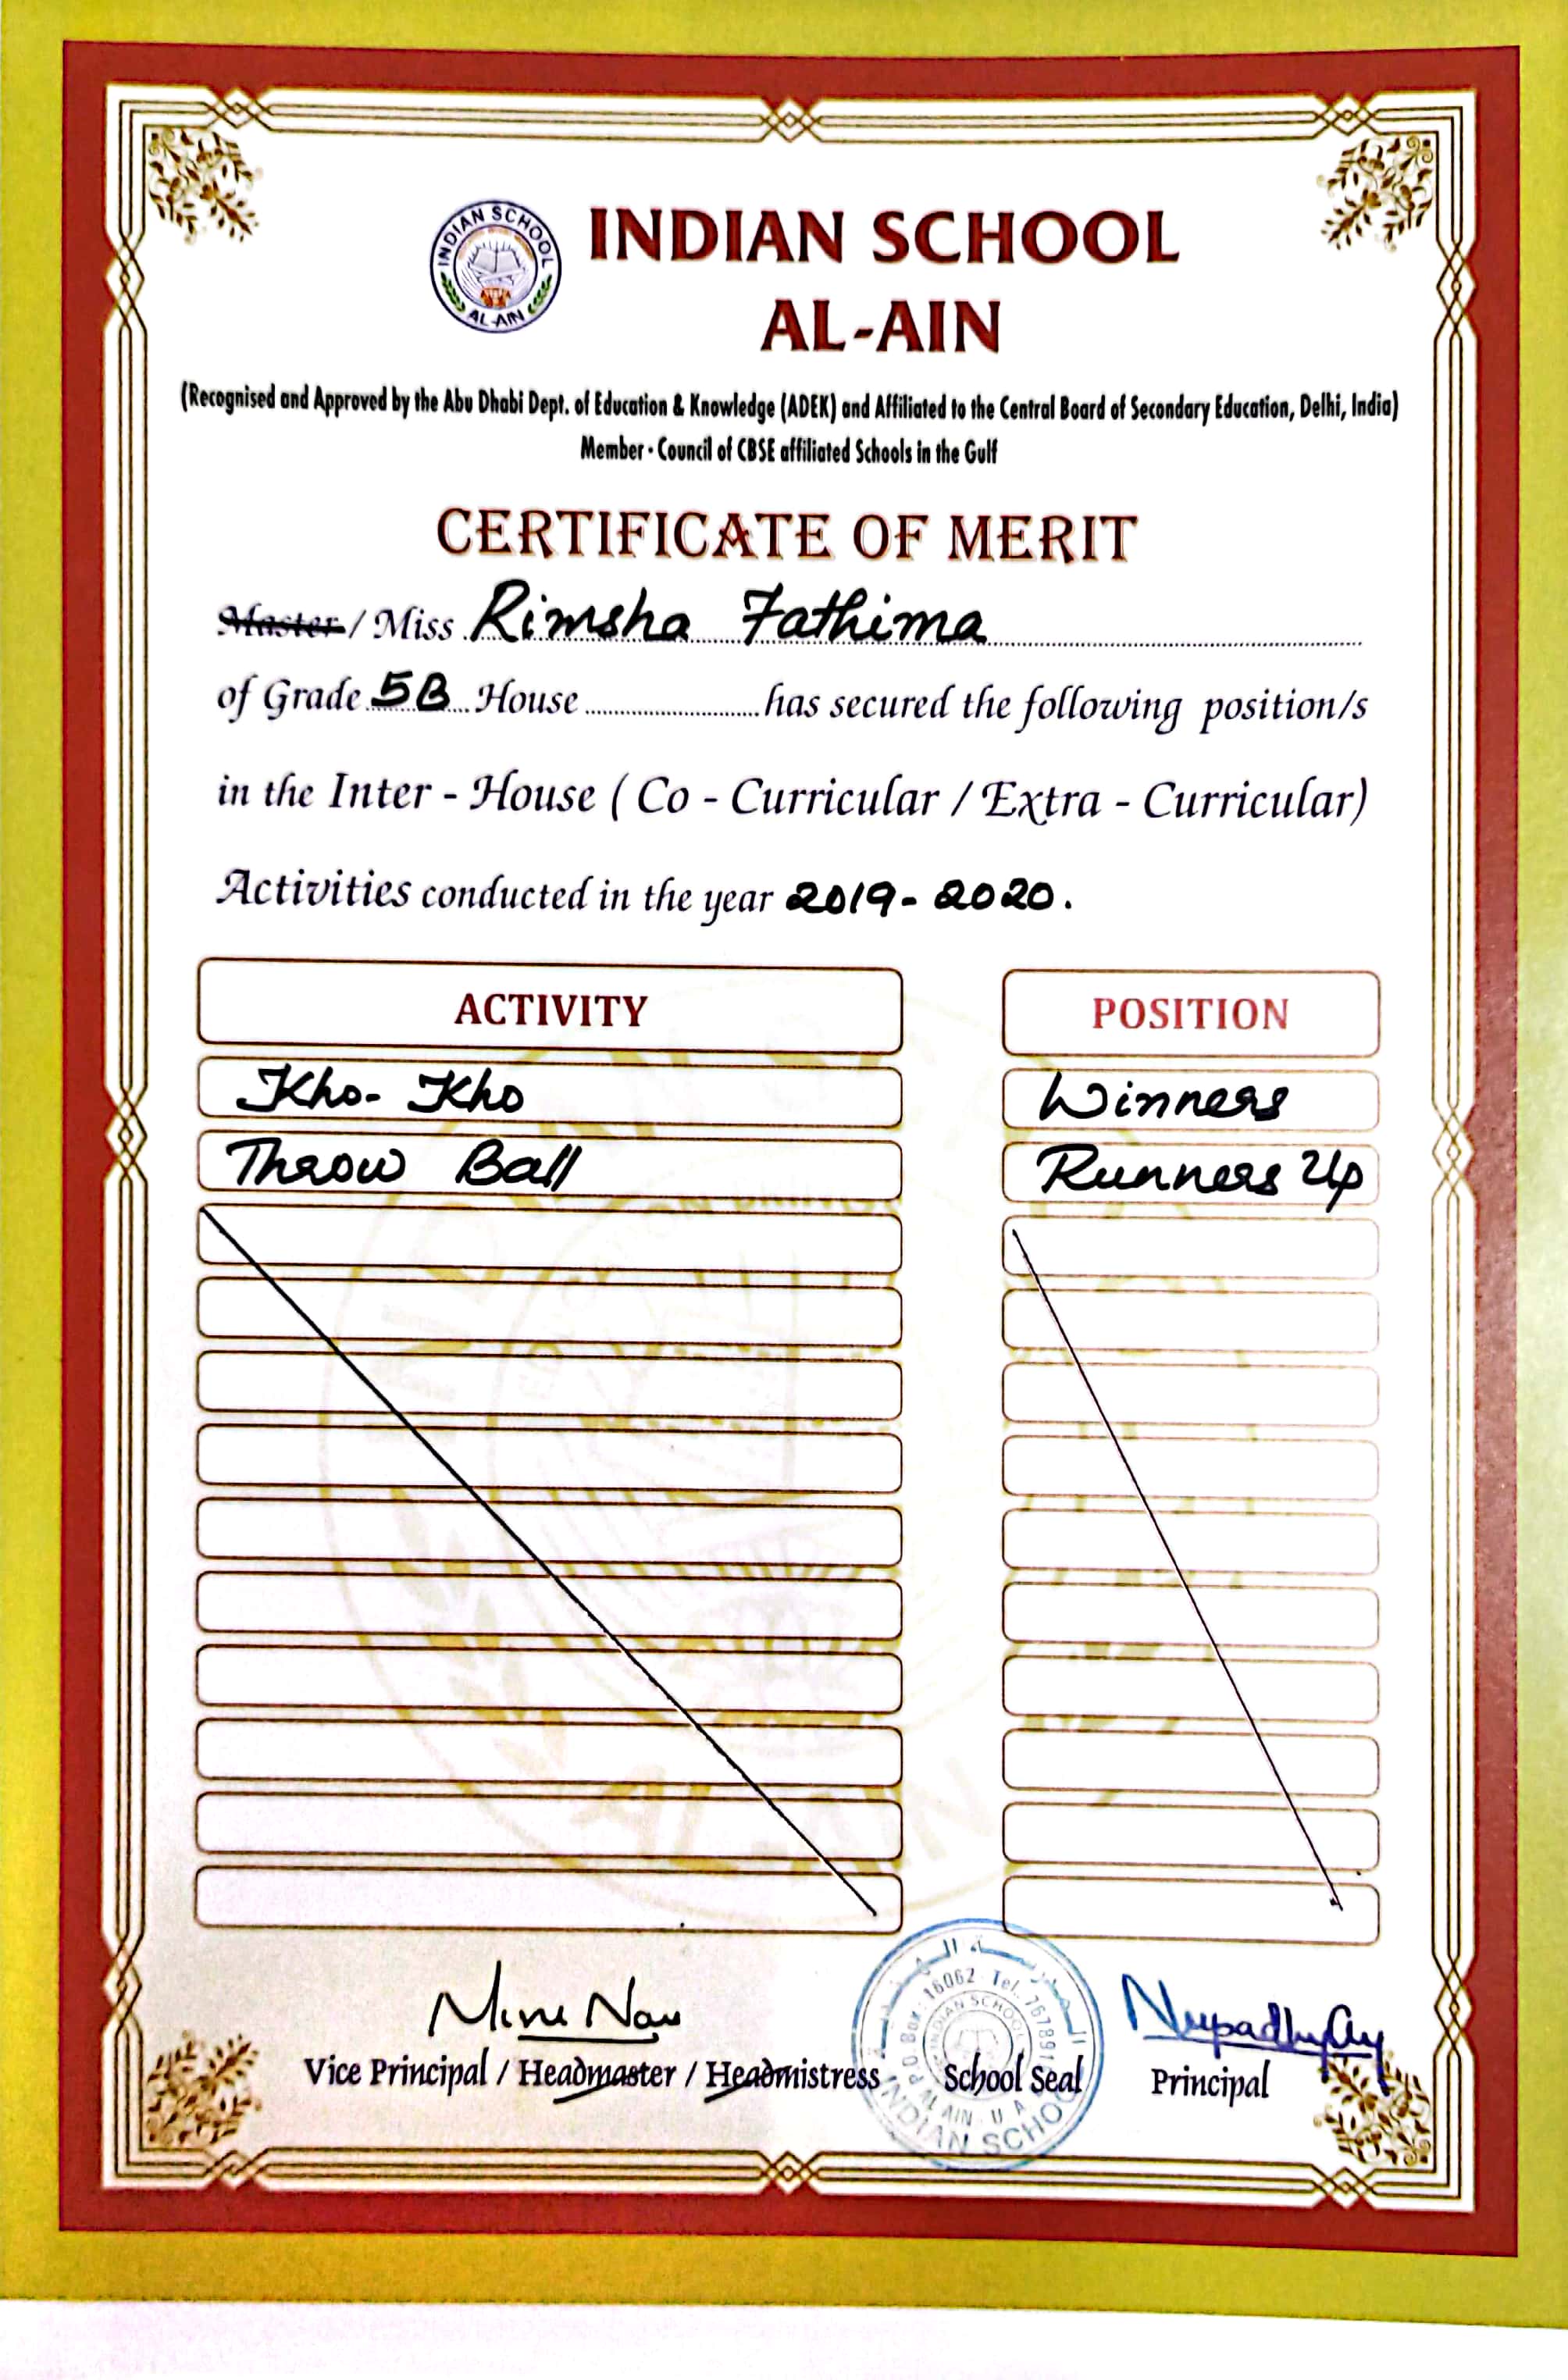 INDIAN SCHOOL
AL-AIN
INDIAN SCHOOL
AL-AIN
(Recognised and Approved by the Abu Dhabi Dept. of Education & Knowledge (ADEK) and Affiliated to the Central Board of Secondary Education, Delhi, India)
Member - Council of CBSE affiliated Schools in the Gulf
CERTIFICATE OF MERIT
Master / Miss Rimsha Fathima
of Grade 5B House has secured the following position/s
in the Inter - House ( Co - Curricular / Extra - Curricular)
Activities conducted in the year 2019-2020.
ACTIVITY POSITION
Kho-Kho Winners
Throw Ball Runners Up
AL-AIN
P.O. Box: 16062 Tel. 767891
INDIAN SCHOOL
AL AIN U A
INDIAN SCHOO
Vice Principal / Headmaster / Headmistress School Seal Principal